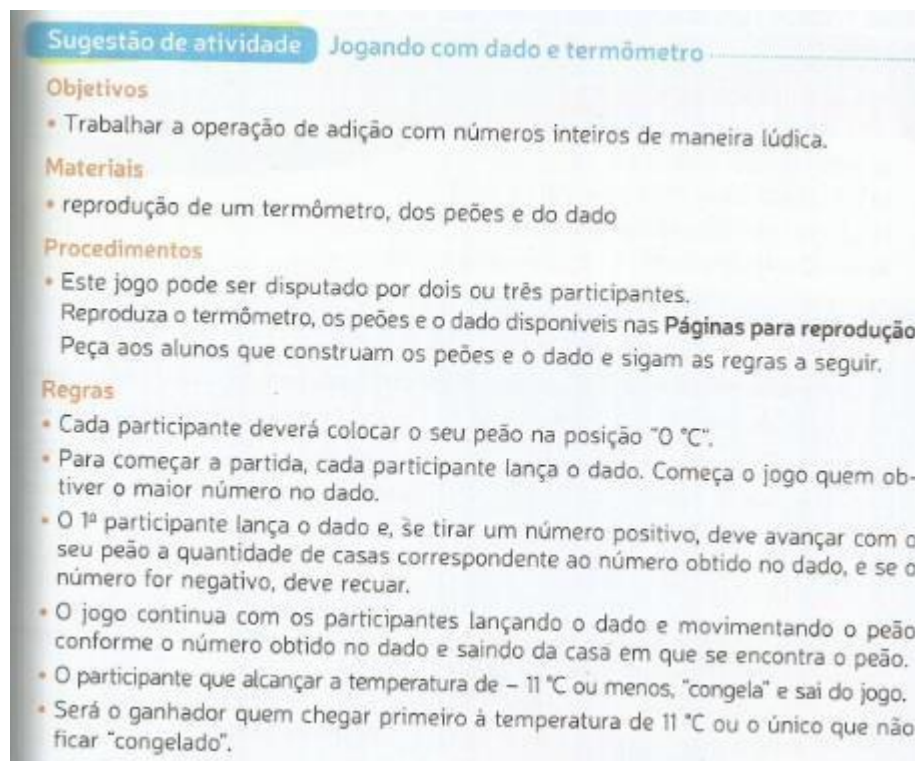 Sugestão de atividade Jogando com dado e termômetro
Objetivos
• Trabalhar a operação de adição com números inteiros de maneira lúdica.
Materiais
• reprodução de um termômetro, dos peões e do dado
Procedimentos
• Este jogo pode ser disputado por dois ou três participantes.
Reproduza o termômetro, os peões e o dado disponíveis nas Páginas para reprodução
Peça aos alunos que construam os peões e o dado e sigam as regras a seguir.
Regras
• Cada participante deverá colocar o seu peão na posição "0 °C".
• Para começar a partida, cada participante lança o dado. Começa o jogo quem ob-
tiver o maior número no dado.
• O 1º participante lança o dado e, se tirar um número positivo, deve avançar com o
seu peão a quantidade de casas correspondente ao número obtido no dado, e se o
número for negativo, deve recuar.
• O jogo continua com os participantes lançando o dado e movimentando o peão
conforme o número obtido no dado e saindo da casa em que se encontra o peão.
• O participante que alcançar a temperatura de – 11 °C ou menos, "congela" e sai do jogo.
• Será o ganhador quem chegar primeiro à temperatura de 11 °C ou o único que não
ficar "congelado".